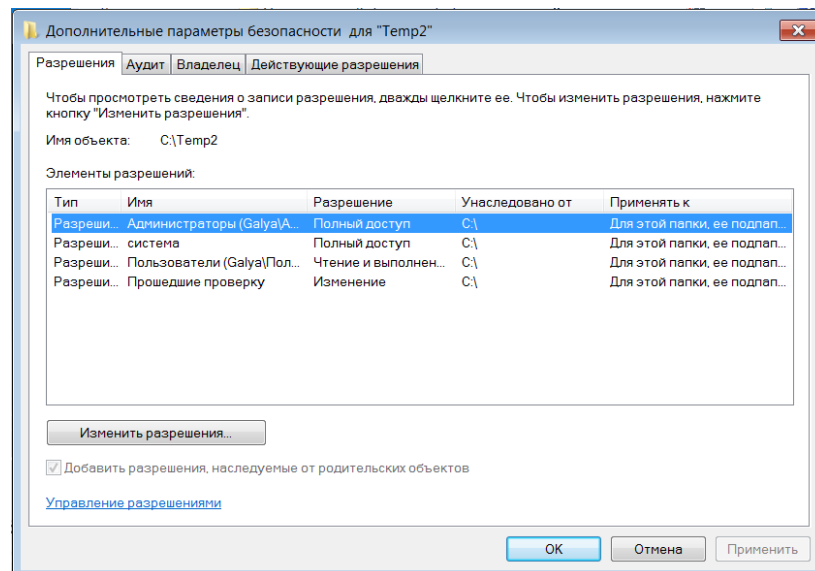 Дополнительные параметры безопасности для "Temp2"
Разрешения Аудит Владелец Действующие разрешения
Чтобы просмотреть сведения о записи разрешения, дважды щелкните ее. Чтобы изменить разрешения, нажмите
кнопку "Изменить разрешения".
Имя объекта: C:\Temp2
Элементы разрешений:
Тип Имя Разрешение Унаследовано от Применять к
Разреши... Администраторы (Galya\А... Полный доступ C:\ Для этой папки, ее подпап...
Разреши... система Полный доступ C:\ Для этой папки, ее подпап...
Разреши... Пользователи (Galya\Пол... Чтение и выполнен... C:\ Для этой папки, ее подпап...
Разреши... Прошедшие проверку Изменение C:\ Для этой папки, ее подпап...
Изменить разрешения...
Добавить разрешения, наследуемые от родительских объектов
Управление разрешениями
ОК Отмена Применить